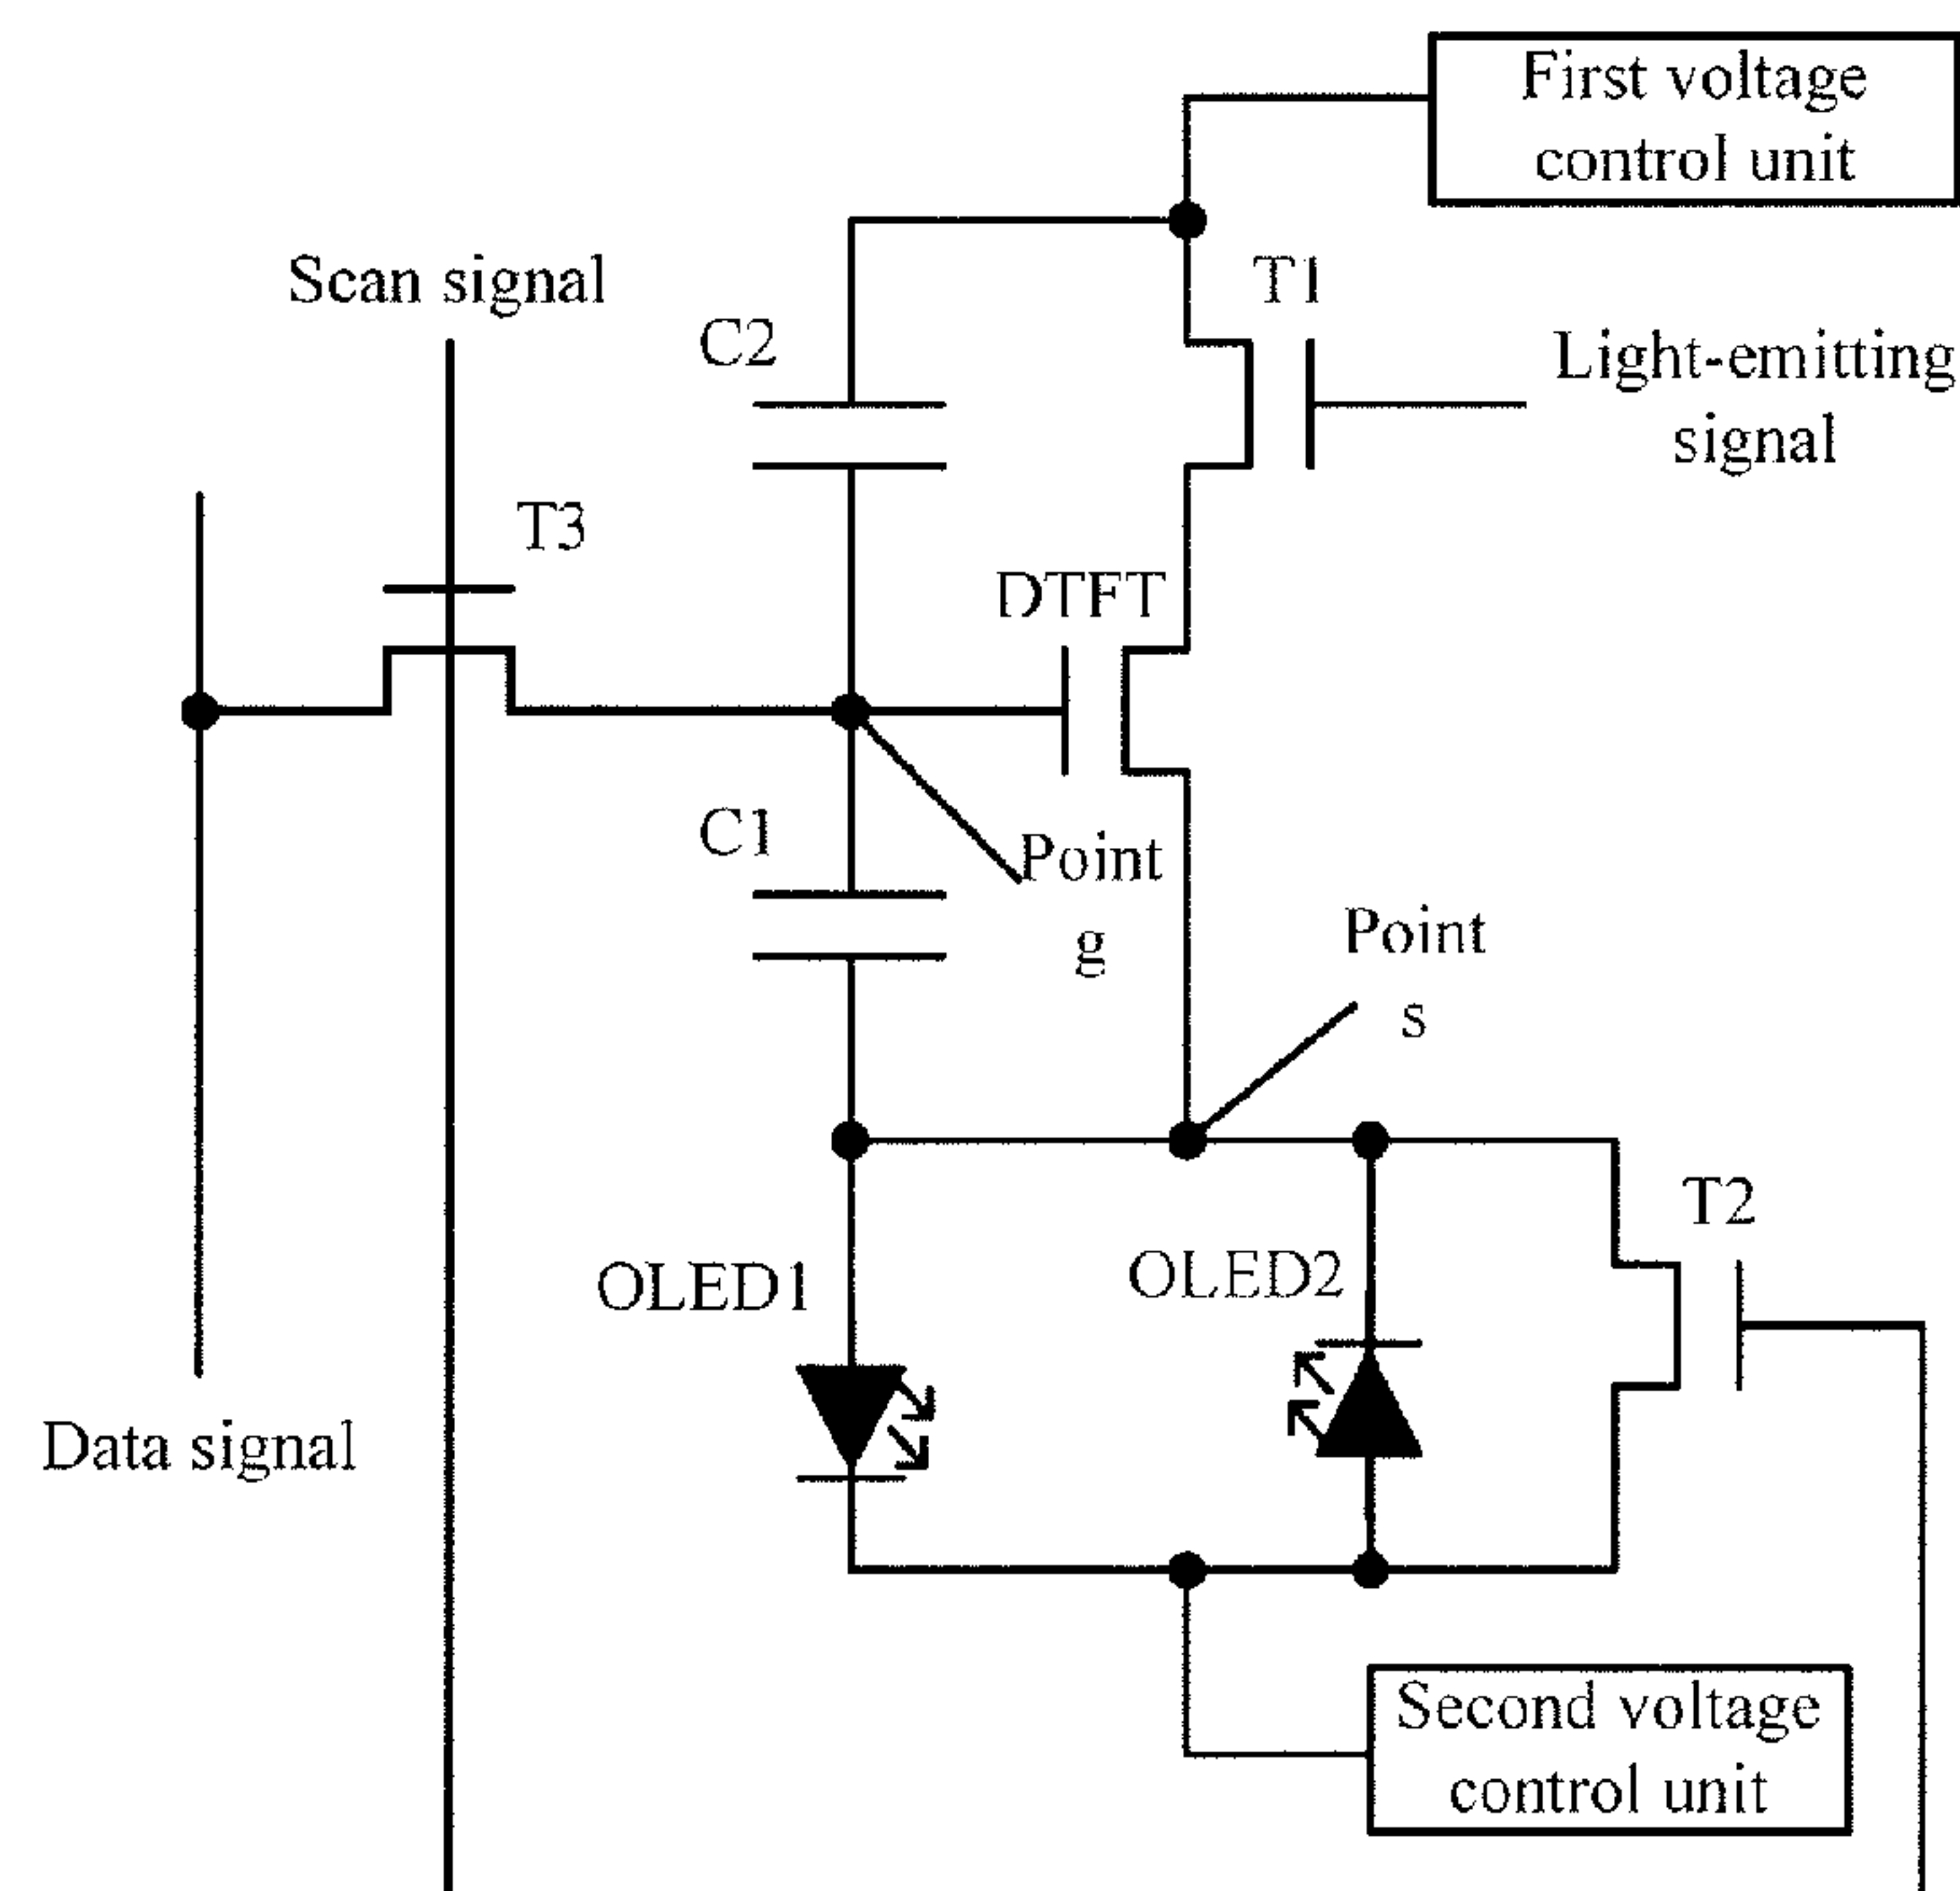 First voltage
control unit
Scan signal
T1
C2
Light-emitting
signal
T3
DTFT
C1
Point
g
Point
s
T2
OLED1
OLED2
Data signal
Second voltage
control unit